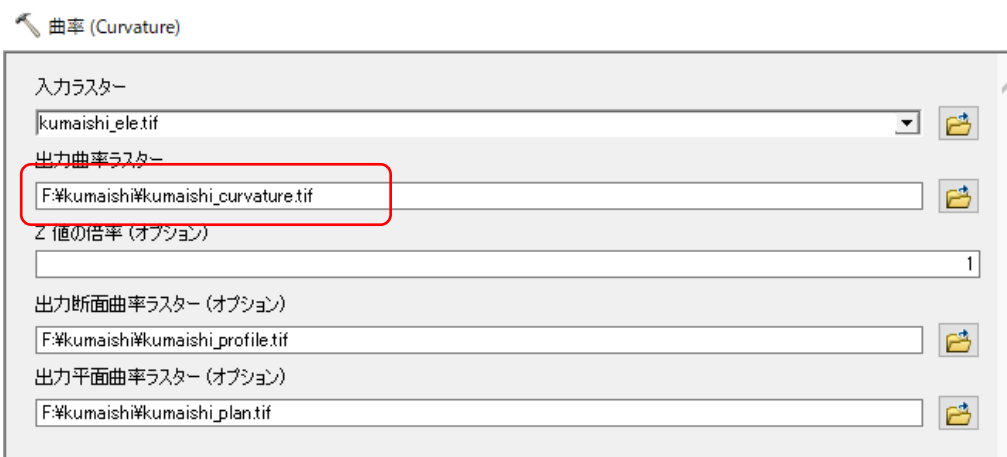 曲率 (Curvature)
入力ラスター
kumaishi_ele.tif
出力曲率ラスター
F:¥kumaishi¥kumaishi_curvature.tif
Z 値の倍率 (オプション)
1
出力断面曲率ラスター (オプション)
F:¥kumaishi¥kumaishi_profile.tif
出力平面曲率ラスター (オプション)
F:¥kumaishi¥kumaishi_plan.tif